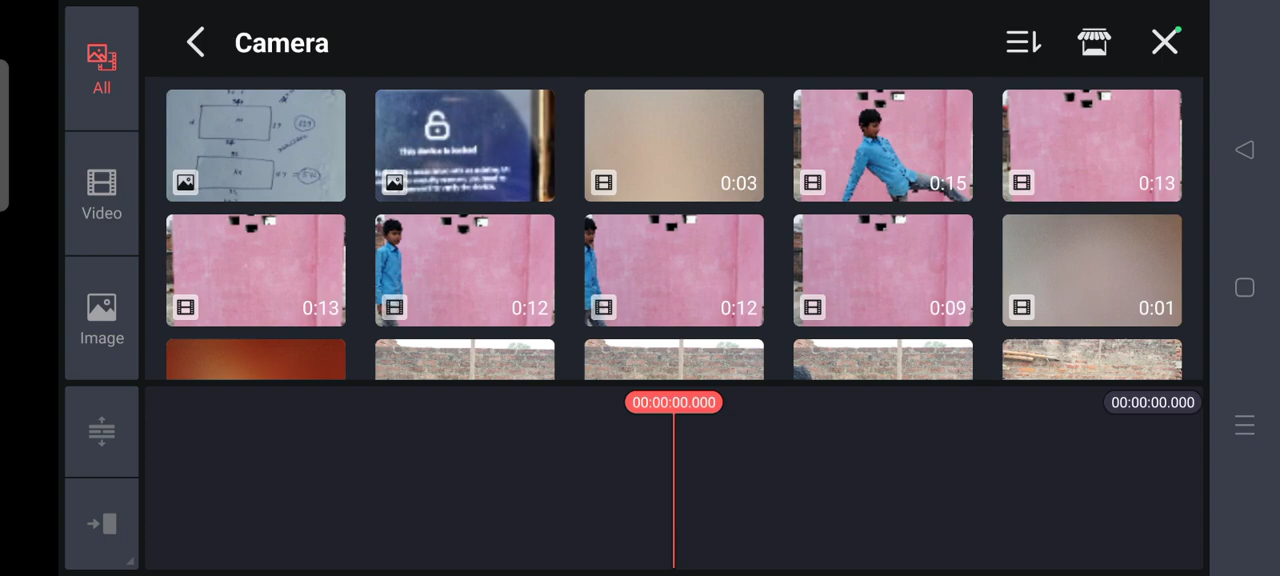 All
Camera
This device is locked
0:03
0:15
0:13
Video
0:13
0:12
0:12
0:09
0:01
Image
00:00:00.000
00:00:00.000